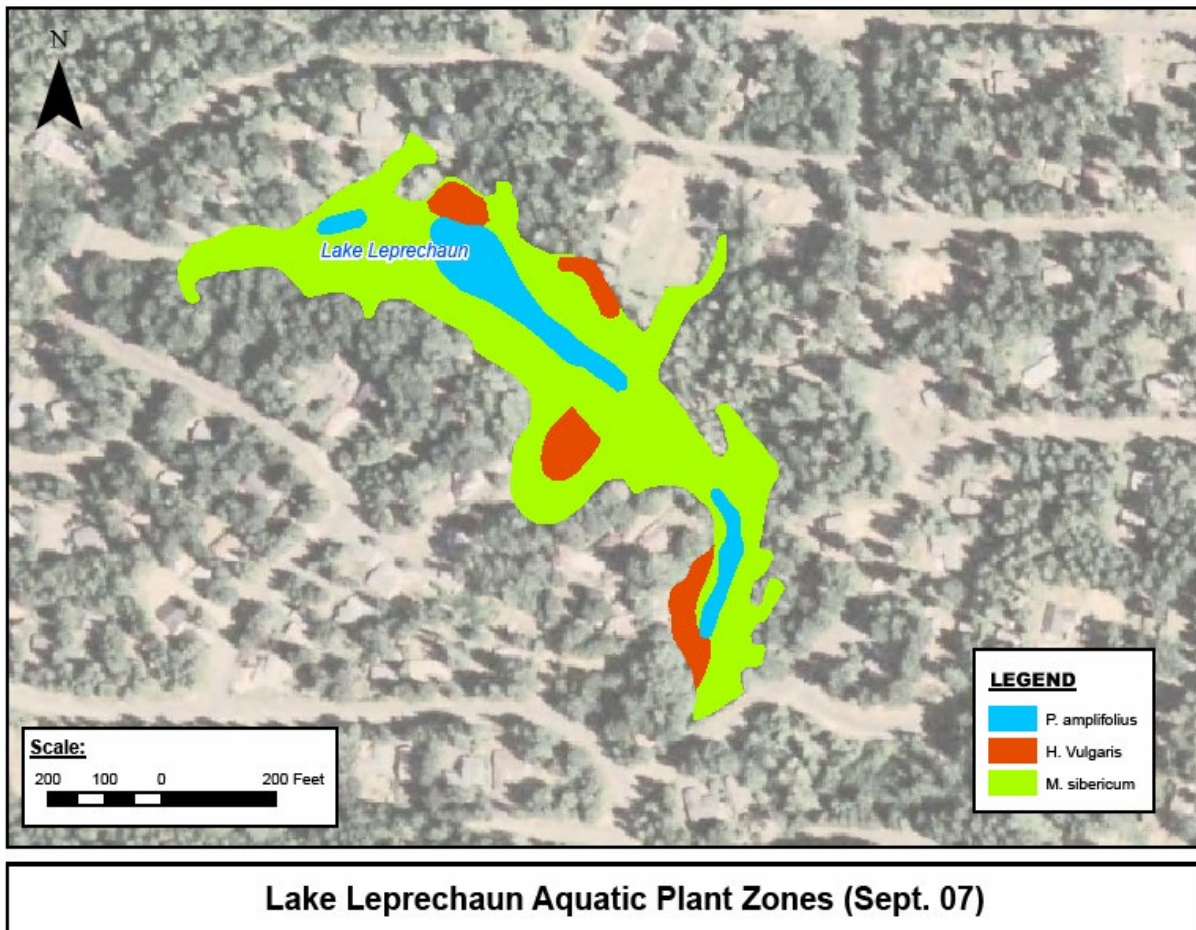 N
Lake Leprechaun
LEGEND
P. amplifolius
H. Vulgaris
M. sibericum
Scale:
200 100 0 200 Feet
Lake Leprechaun Aquatic Plant Zones (Sept. 07)